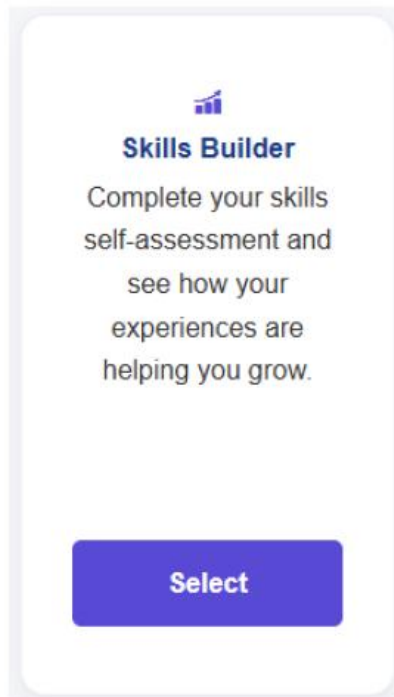 Skills Builder
Complete your skills
self-assessment and
see how your
experiences are
helping you grow.
Select